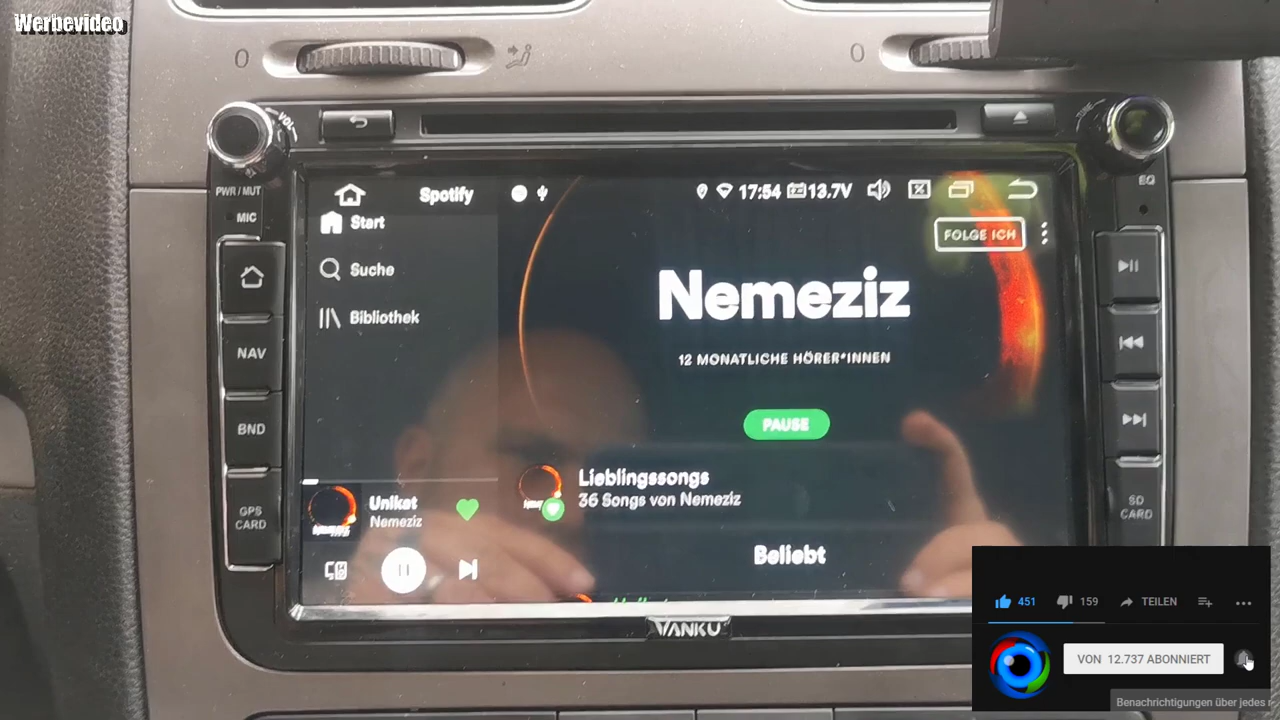 Werbevideo
0
0
VOL
PWR / MUT
MIC
EQ
Spotify
17:54
13.7V
Start
Suche
Bibliothek
FOLGE ICH
Nemeziz
12 MONATLICHE HÖRER*INNEN
PAUSE
Lieblingssongs
36 Songs von Nemeziz
Beliebt
Unikat
Nemeziz
NAV
BND
GPS
CARD
SD
CARD
VANKU
451
159
TEILEN
VON 12.737 ABONNIERT
Benachrichtigungen über jedes